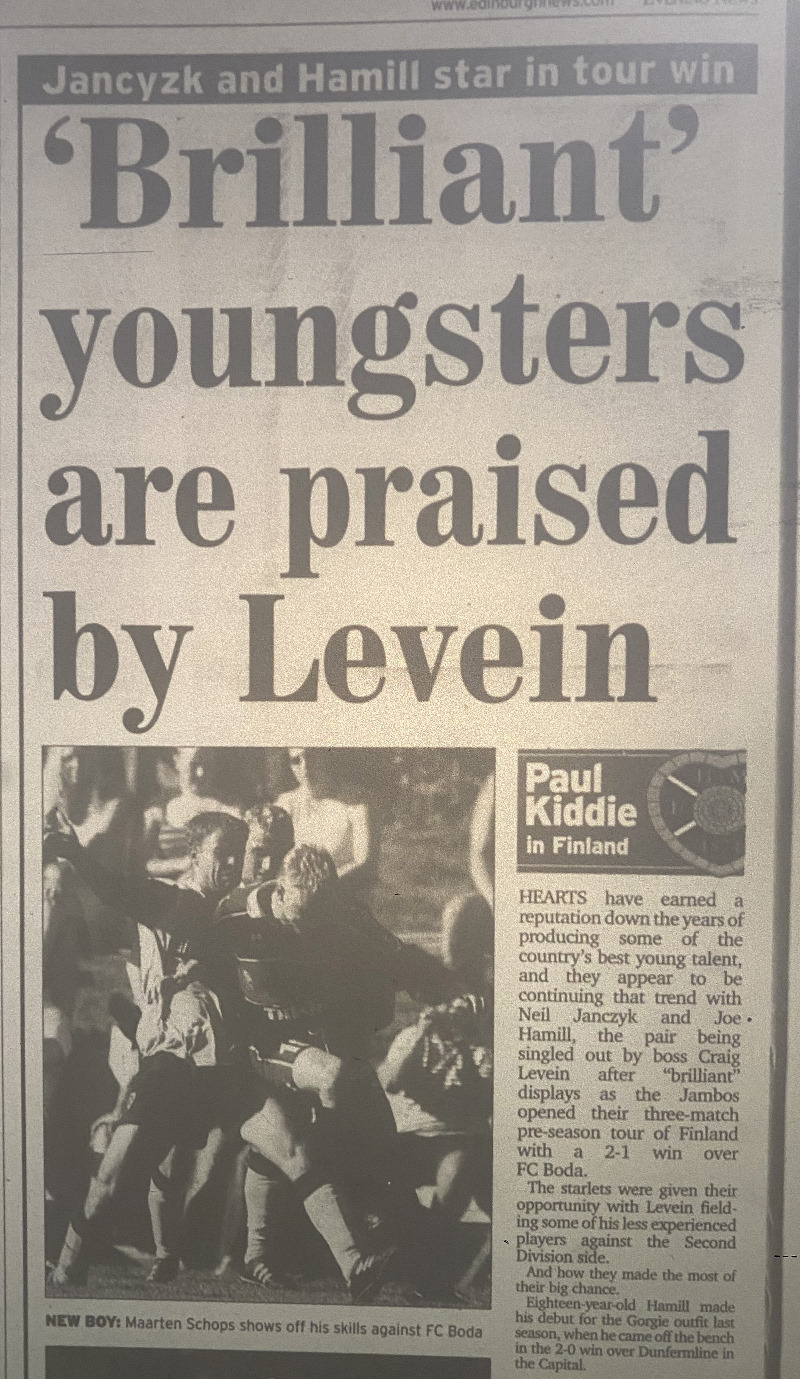 www.edinburghnews.com EVENING NEWS
Jancyzk and Hamill star in tour win
‘Brilliant’
youngsters
are praised
by Levein
NEW BOY: Maarten Schops shows off his skills against FC Boda
Paul
Kiddie
in Finland
HEARTS have earned a
reputation down the years of
producing some of the
country's best young talent,
and they appear to be
continuing that trend with
Neil Janczyk and Joe
Hamill, the pair being
singled out by boss Craig
Levein after “brilliant”
displays as the Jambos
opened their three-match
pre-season tour of Finland
with a 2-1 win over
FC Boda.
The starlets were given their
opportunity with Levein field-
ing some of his less experienced
players against the Second
Division side.
And how they made the most of
their big chance.
Eighteen-year-old Hamill made
his debut for the Gorgie outfit last
season, when he came off the bench
in the 2-0 win over Dunfermline in
the Capital.